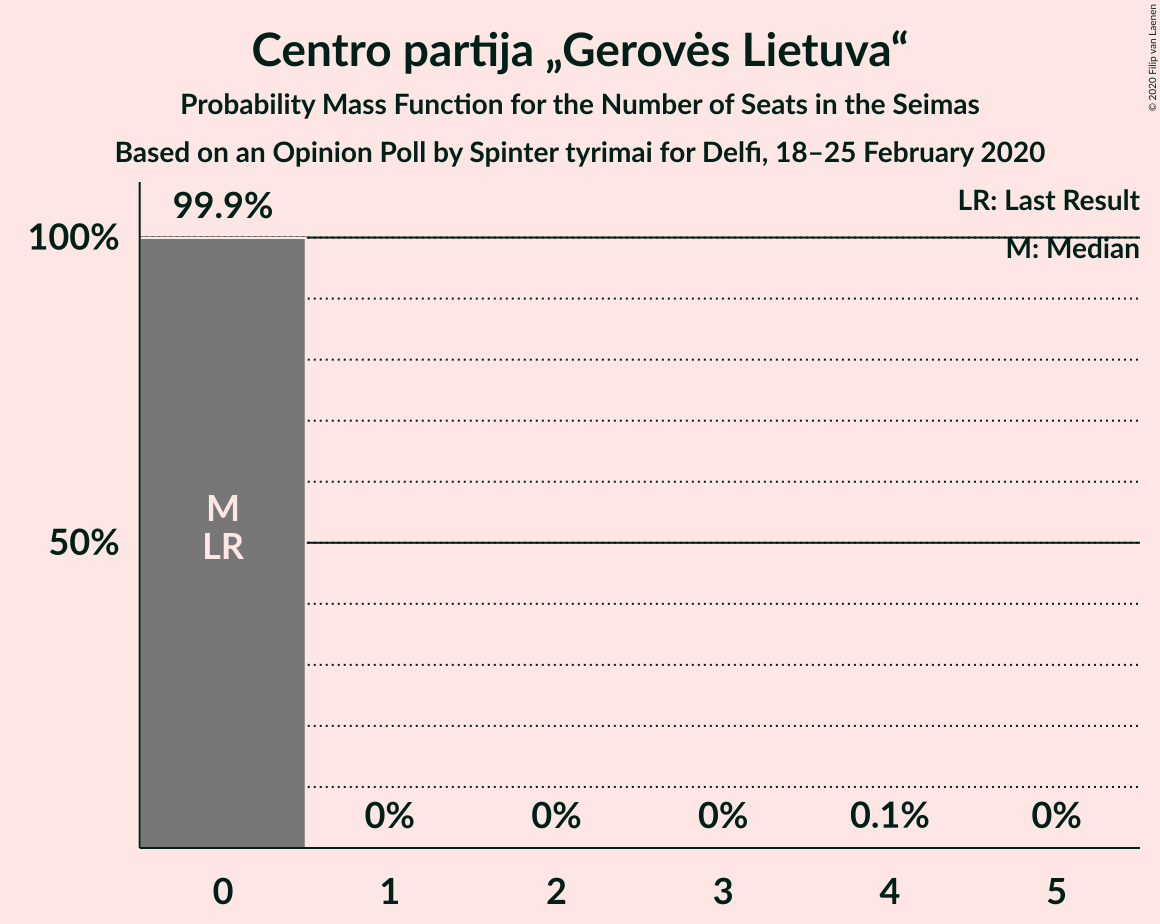 Centro partija „Gerovės Lietuva“
Probability Mass Function for the Number of Seats in the Seimas
Based on an Opinion Poll by Spinter tyrimai for Delfi, 18–25 February 2020
© 2020 Filip van Laenen
LR: Last Result
M: Median
99.9%
100%
50%
M
LR
0% 0% 0% 0.1% 0%
0 1 2 3 4 5